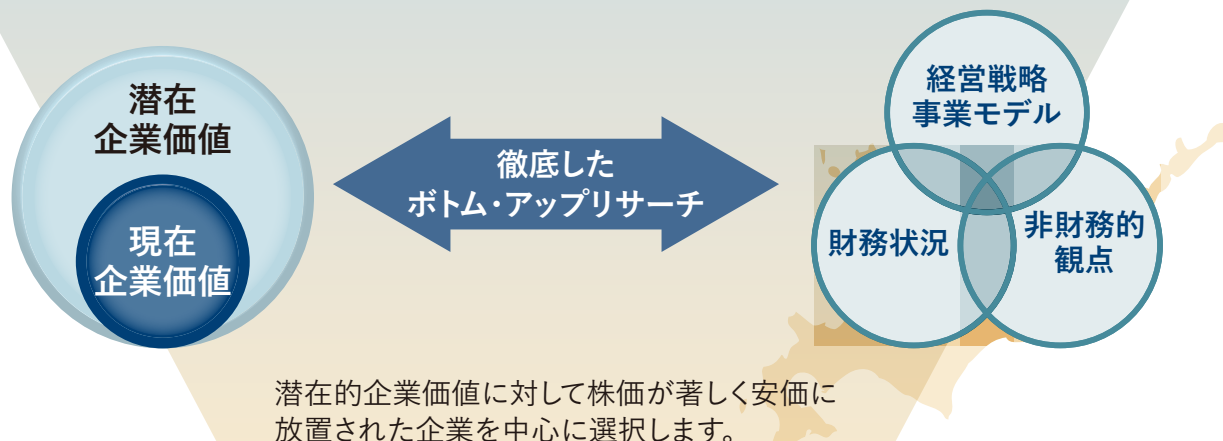 潜在
企業価値
現在
企業価値
徹底した
ボトム・アップリサーチ
経営戦略
事業モデル
財務状況
非財務的
観点
潜在的企業価値に対して株価が著しく安価に
放置された企業を中心に選択します。